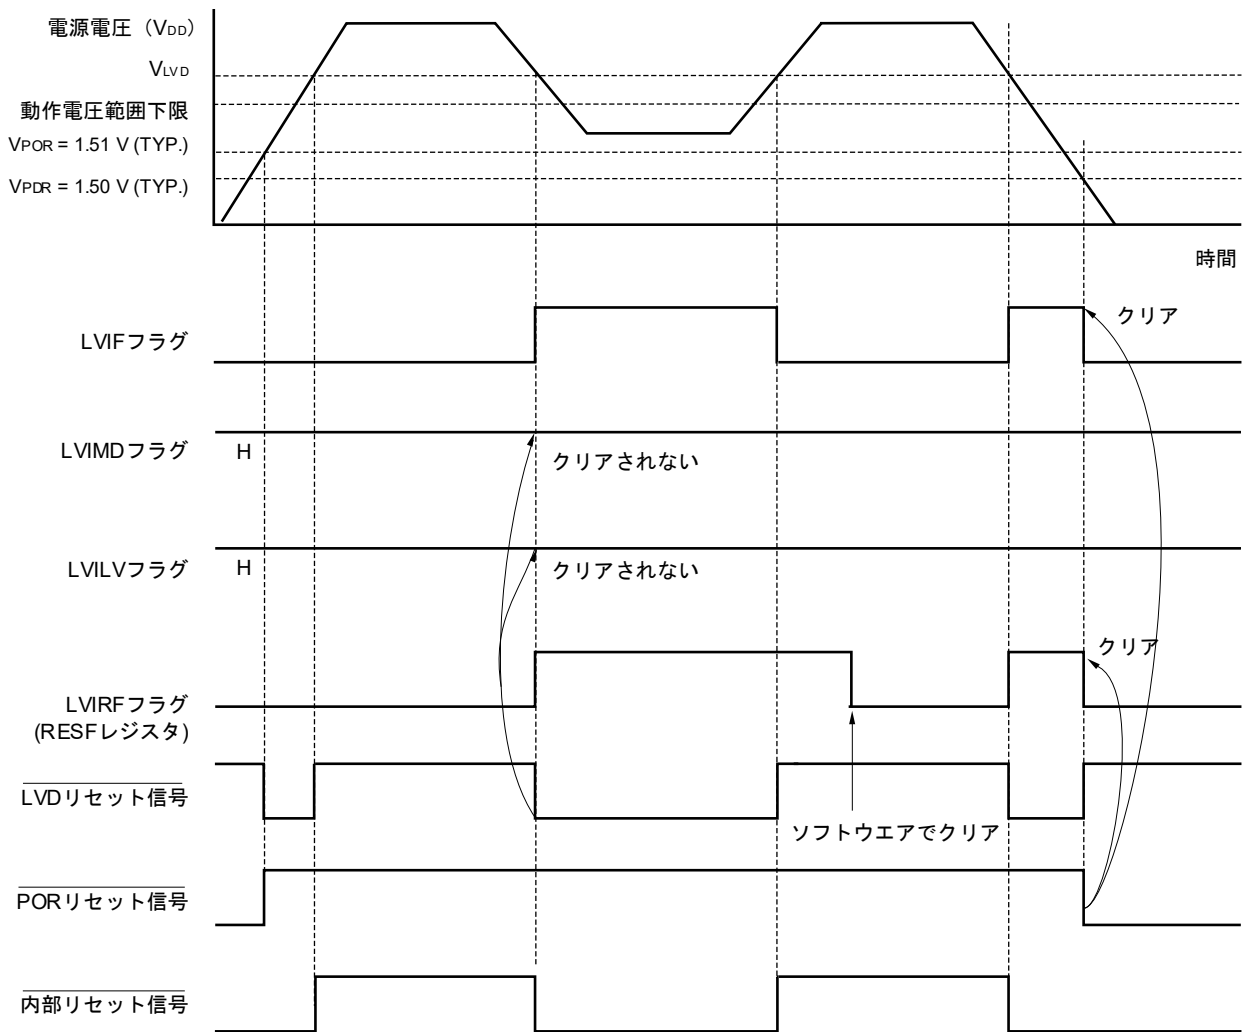 電源電圧（VDD）
VLVD
動作電圧範囲下限
VPOR = 1.51 V (TYP.)
VPDR = 1.50 V (TYP.)
時間
クリア
LVIFフラグ
LVIMDフラグ
H
クリアされない
LVILVフラグ
H
クリアされない
クリア
LVIRFフラグ
(RESFレジスタ)
LVDリセット信号
ソフトウエアでクリア
PORリセット信号
内部リセット信号